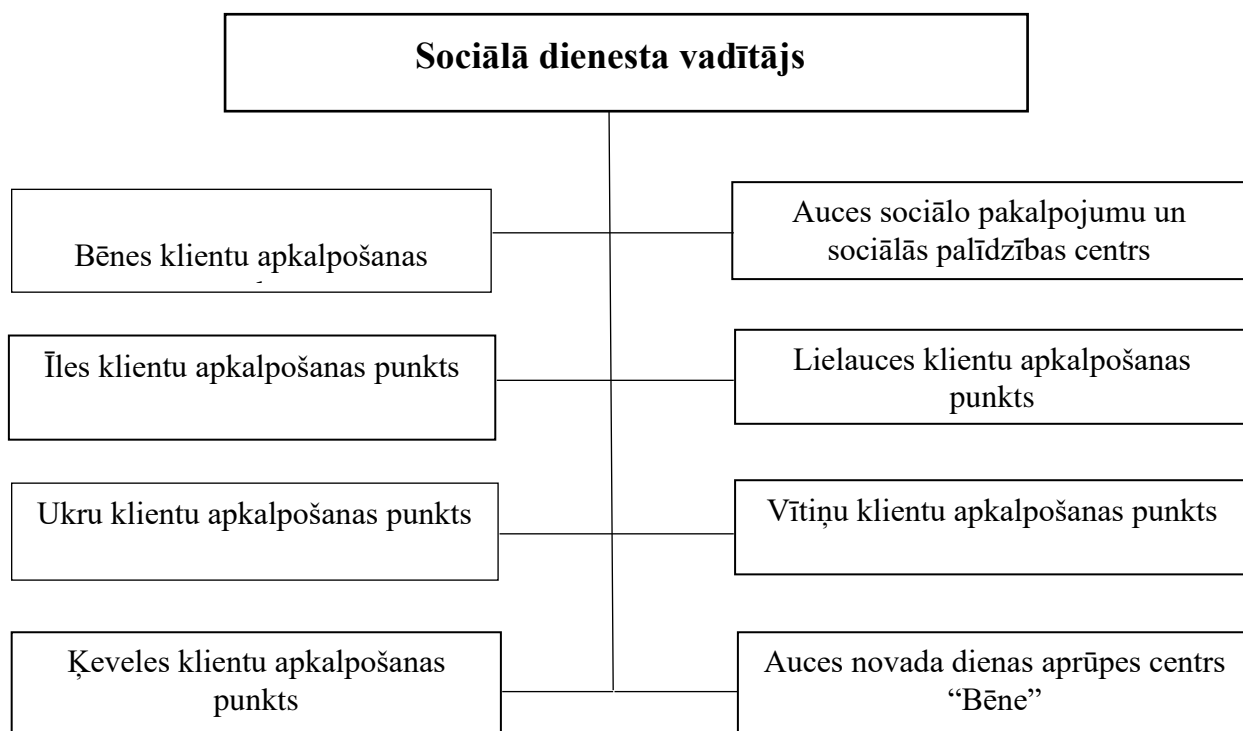 Sociālā dienesta vadītājs
Bēnes klientu apkalpošanas
Auces sociālo pakalpojumu un
sociālās palīdzības centrs
Īles klientu apkalpošanas punkts
Lielauces klientu apkalpošanas
punkts
Ukru klientu apkalpošanas punkts
Vītiņu klientu apkalpošanas punkts
Ķeveles klientu apkalpošanas
punkts
Auces novada dienas aprūpes centrs
“Bēne”